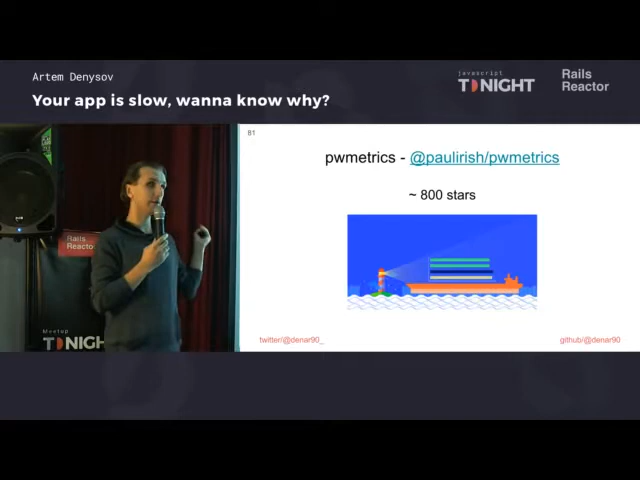 Artem Denysov
Your app is slow, wanna know why?
javascript
TONIGHT
Rails
Reactor
81
pwmetrics - @paulirish/pwmetrics
~ 800 stars
Rails
Reactor
Meetup
TONIGH
twitter/@denar90_
github/@denar90